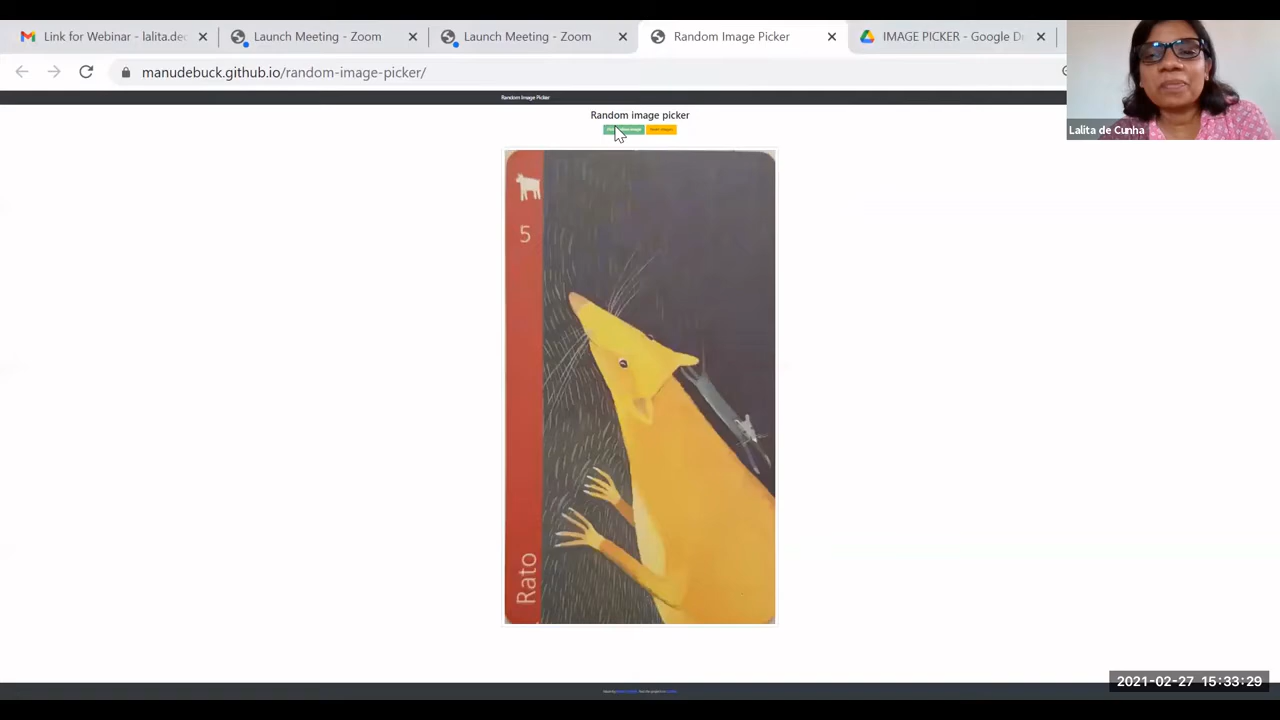 Link for Webinar - lalita.dec
Launch Meeting - Zoom
Launch Meeting - Zoom
Random Image Picker
IMAGE PICKER - Google D
manudebuck.github.io/random-image-picker/
Random Image Picker
Random image picker
5
Rato
Lalita de Cunha
2021-02-27 15:33:29